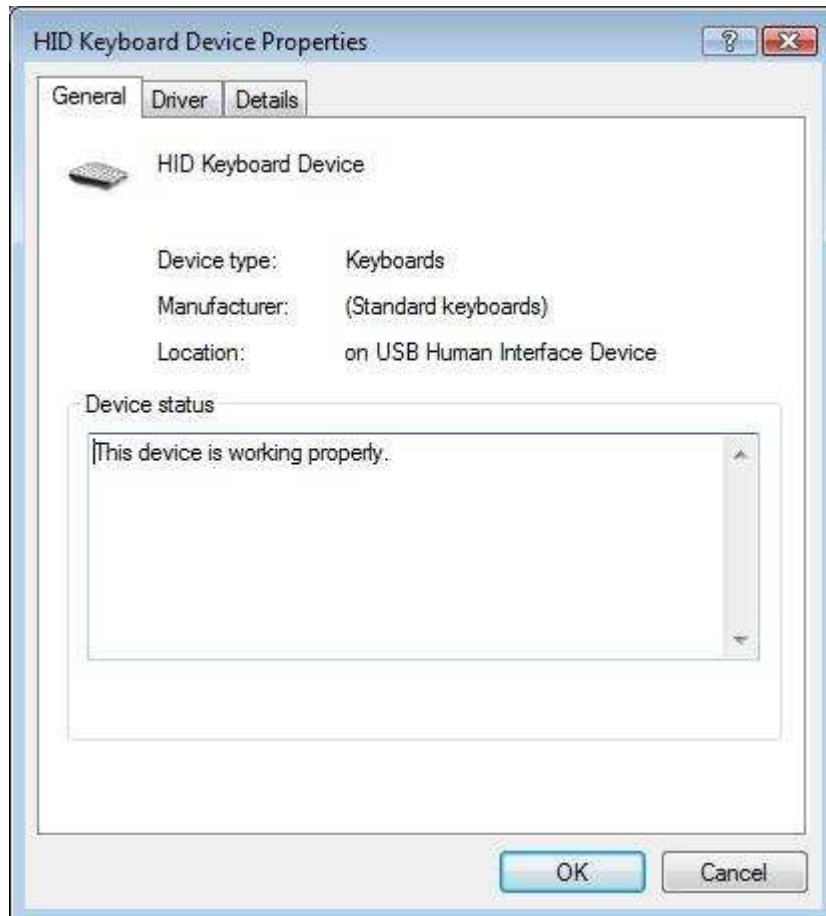 HID Keyboard Device Properties
General Driver Details
HID Keyboard Device
Device type: Keyboards
Manufacturer: (Standard keyboards)
Location: on USB Human Interface Device
Device status
This device is working properly.
OK Cancel